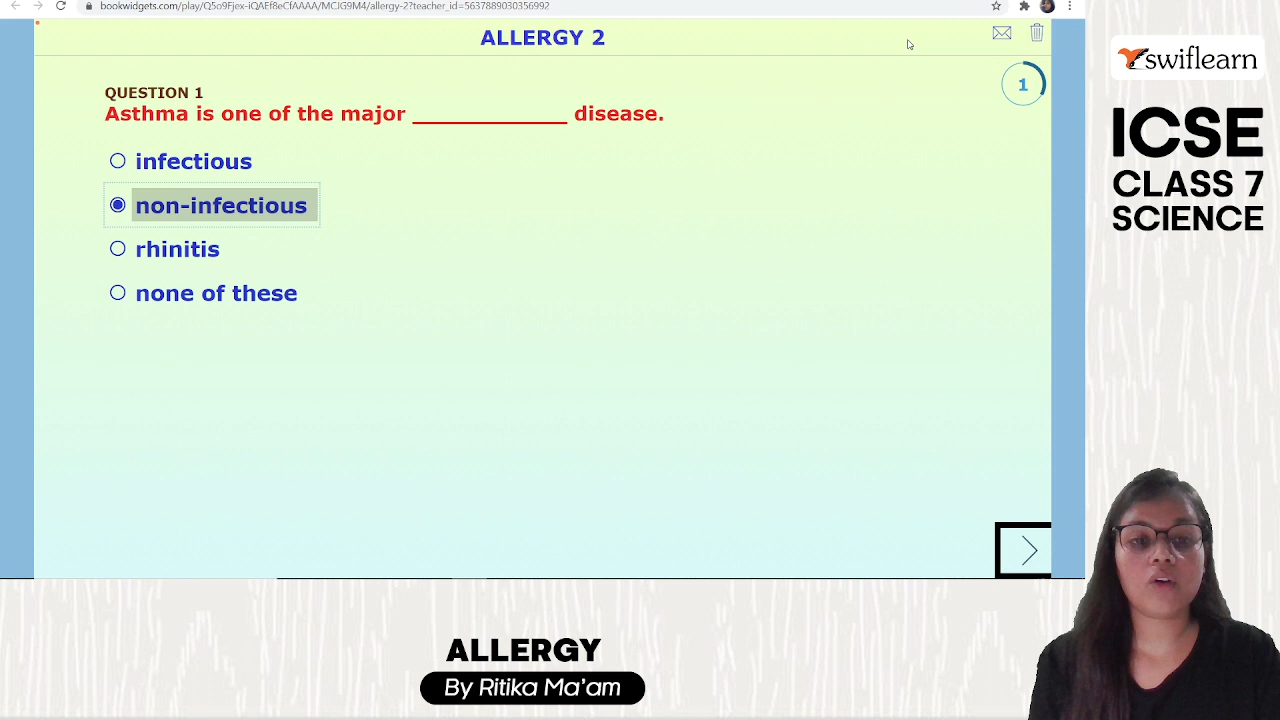 bookwidgets.com/play/Q5o9Fjex-iQAEf8eCfAAAA/MCJG9M4/allergy-2?teacher_id=5637889030356992
ALLERGY 2
1
QUESTION 1
Asthma is one of the major _____________ disease.
infectious
non-infectious
rhinitis
none of these
swiflearn
ICSE
CLASS 7
SCIENCE
ALLERGY
By Ritika Ma'am